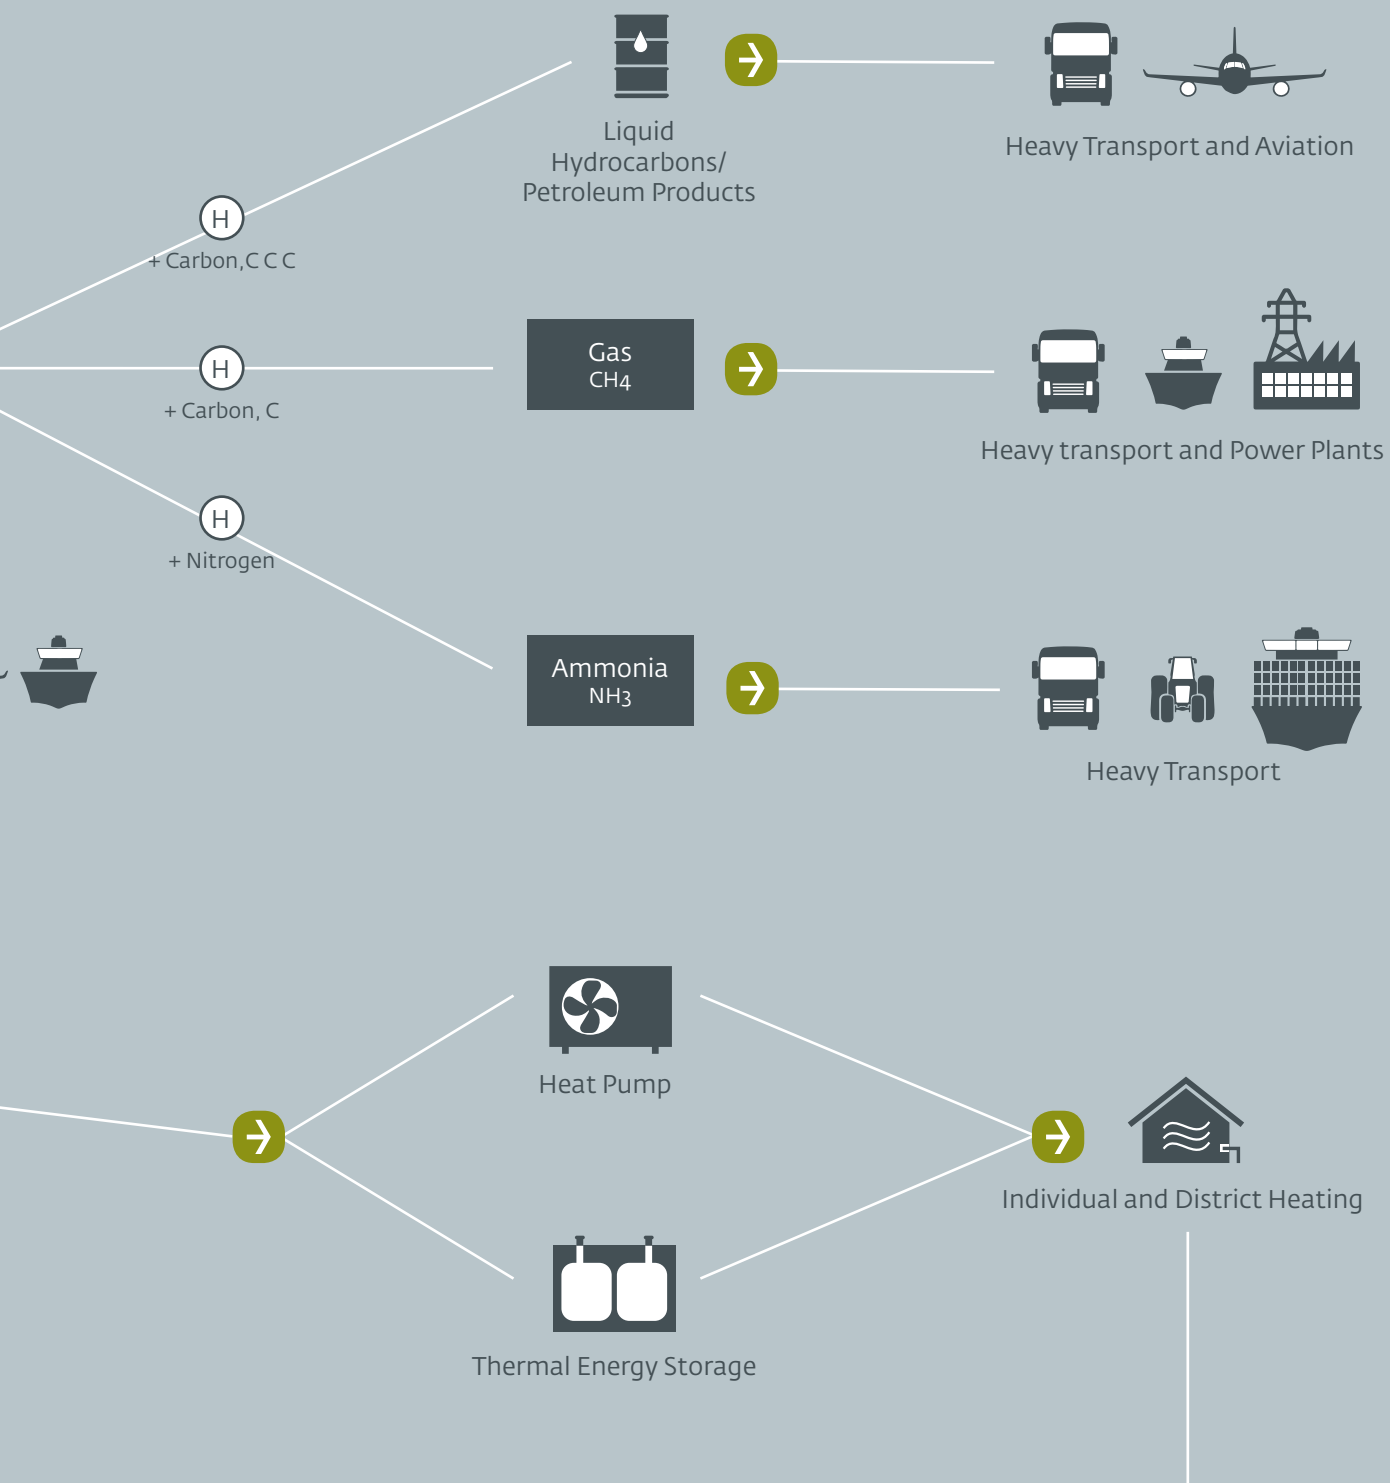 Liquid
Hydrocarbons/
Petroleum Products
Heavy Transport and Aviation
H
+ Carbon,C C C
H
+ Carbon, C
Gas
CH4
Heavy transport and Power Plants
H
+ Nitrogen
Ammonia
NH3
Heavy Transport
Heat Pump
Individual and District Heating
Thermal Energy Storage